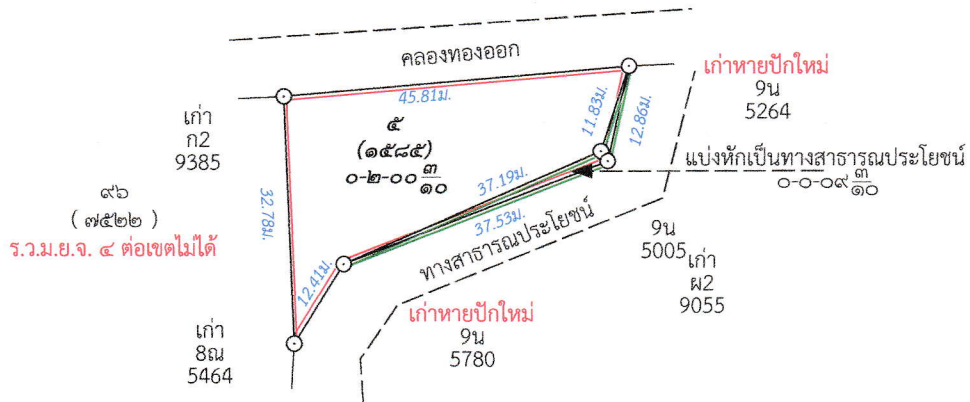 คลองทองออก
เก่าหายปักใหม่
9น
5264
45.81ม.
เก่า
ก2
9385
๕
(๑๕๘๕)
๐-๒-๐๐ ๓/๑๐
11.83ม.
12.86ม.
แบ่งหักเป็นทางสาธารณประโยชน์
๐-๐-๐๙ ๓/๑๐
๙๖
( ๗๕๒๒ )
ร.ว.ม.ย.จ. ๔ ต่อเขตไม่ได้
32.78ม.
37.19ม.
37.53ม.
ทางสาธารณประโยชน์
9น
5005
เก่า
ผ2
9055
12.41ม.
เก่าหายปักใหม่
9น
5780
เก่า
8ณ
5464